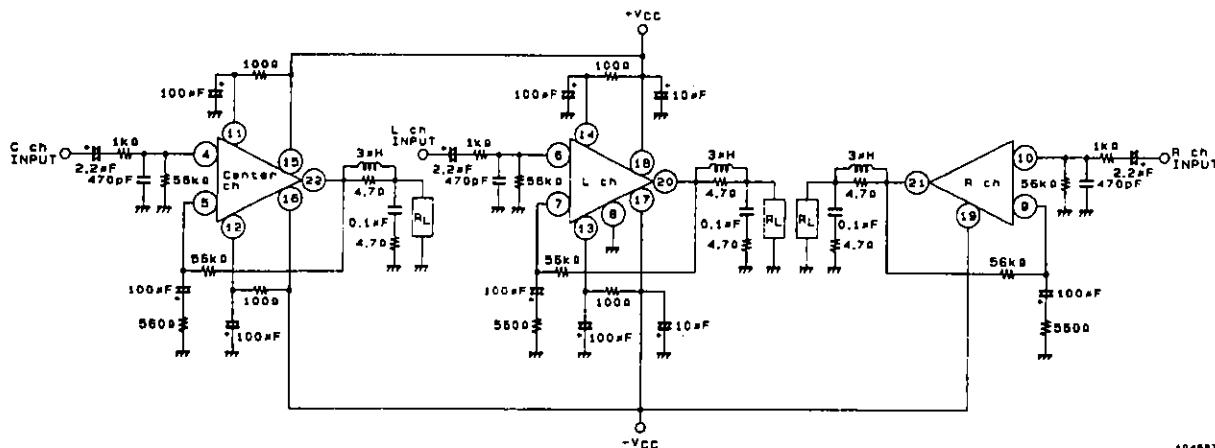 +VCC
100Ω
100Ω
100µF
100µF
10µF
11
14
C ch
INPUT
1kΩ
2.2µF
470pF
56kΩ
4
Center
ch
5
12
15
16
22
3µH
4.7Ω
0.1µF
4.7Ω
RL
L ch
INPUT
1kΩ
2.2µF
470pF
56kΩ
6
L ch
7
13
8
18
17
20
3µH
4.7Ω
0.1µF
4.7Ω
RL
RL
3µH
4.7Ω
0.1µF
4.7Ω
21
R ch
19
10
9
56kΩ
1kΩ
2.2µF
470pF
R ch
INPUT
56kΩ
100µF
560Ω
100Ω
100µF
56kΩ
100µF
560Ω
100Ω
100µF
10µF
56kΩ
100µF
560Ω
-VCC